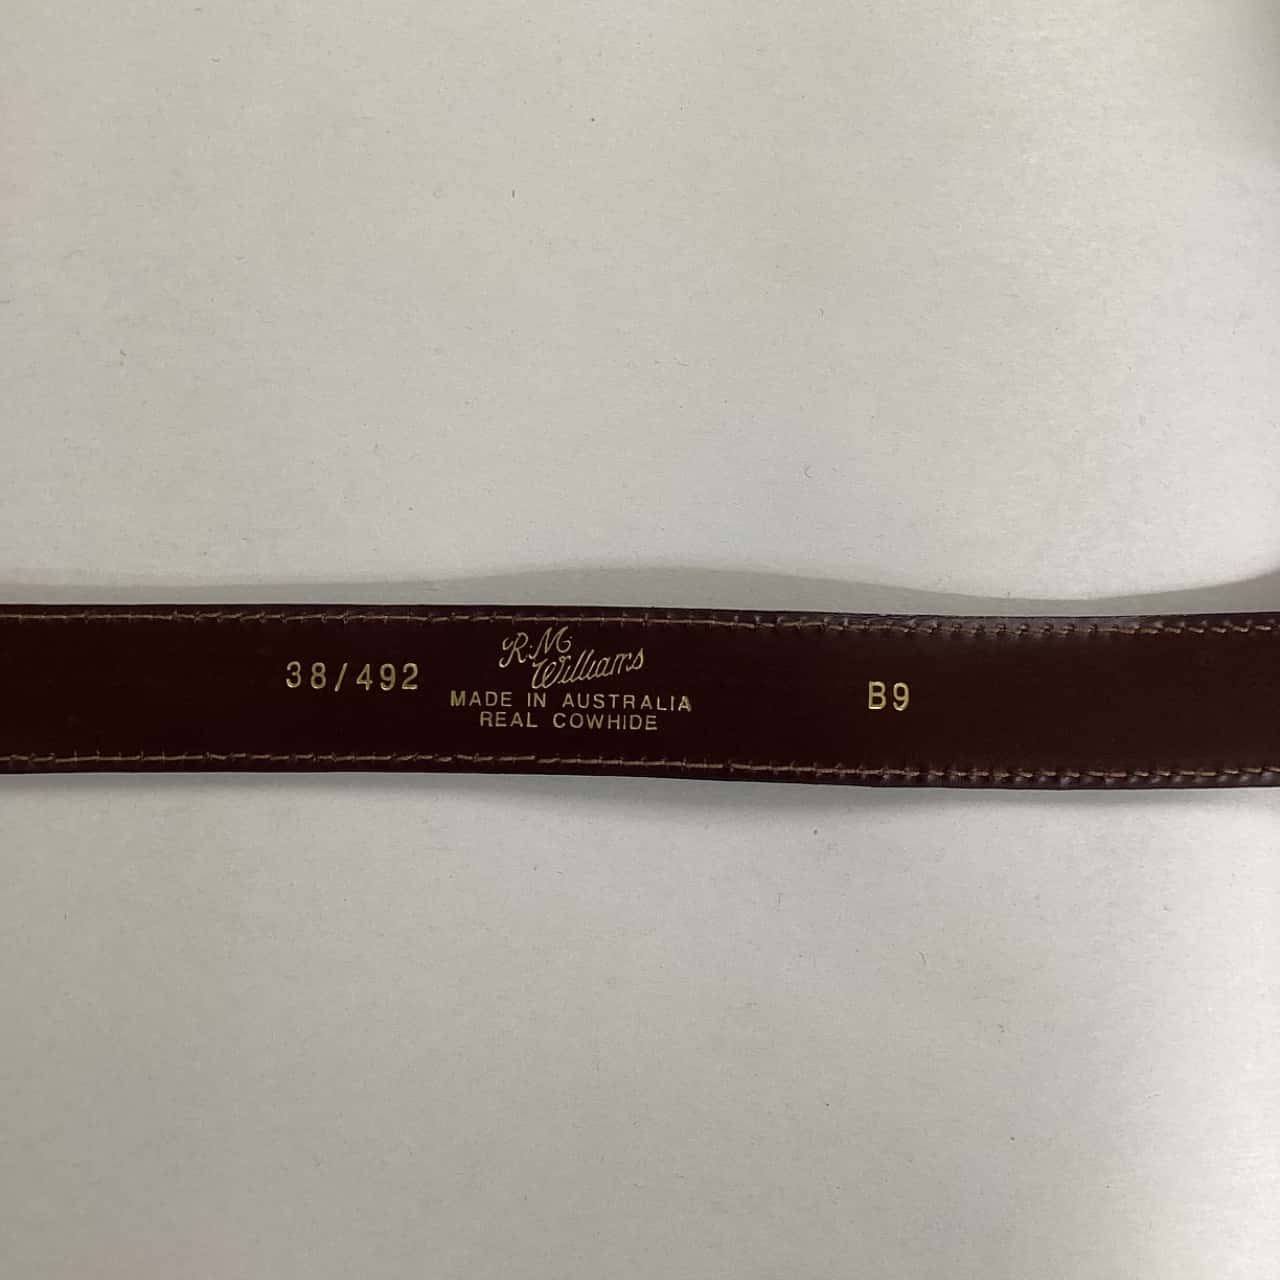 38/492
R.M.
Williams
MADE IN AUSTRALIA
REAL COWHIDE
B9